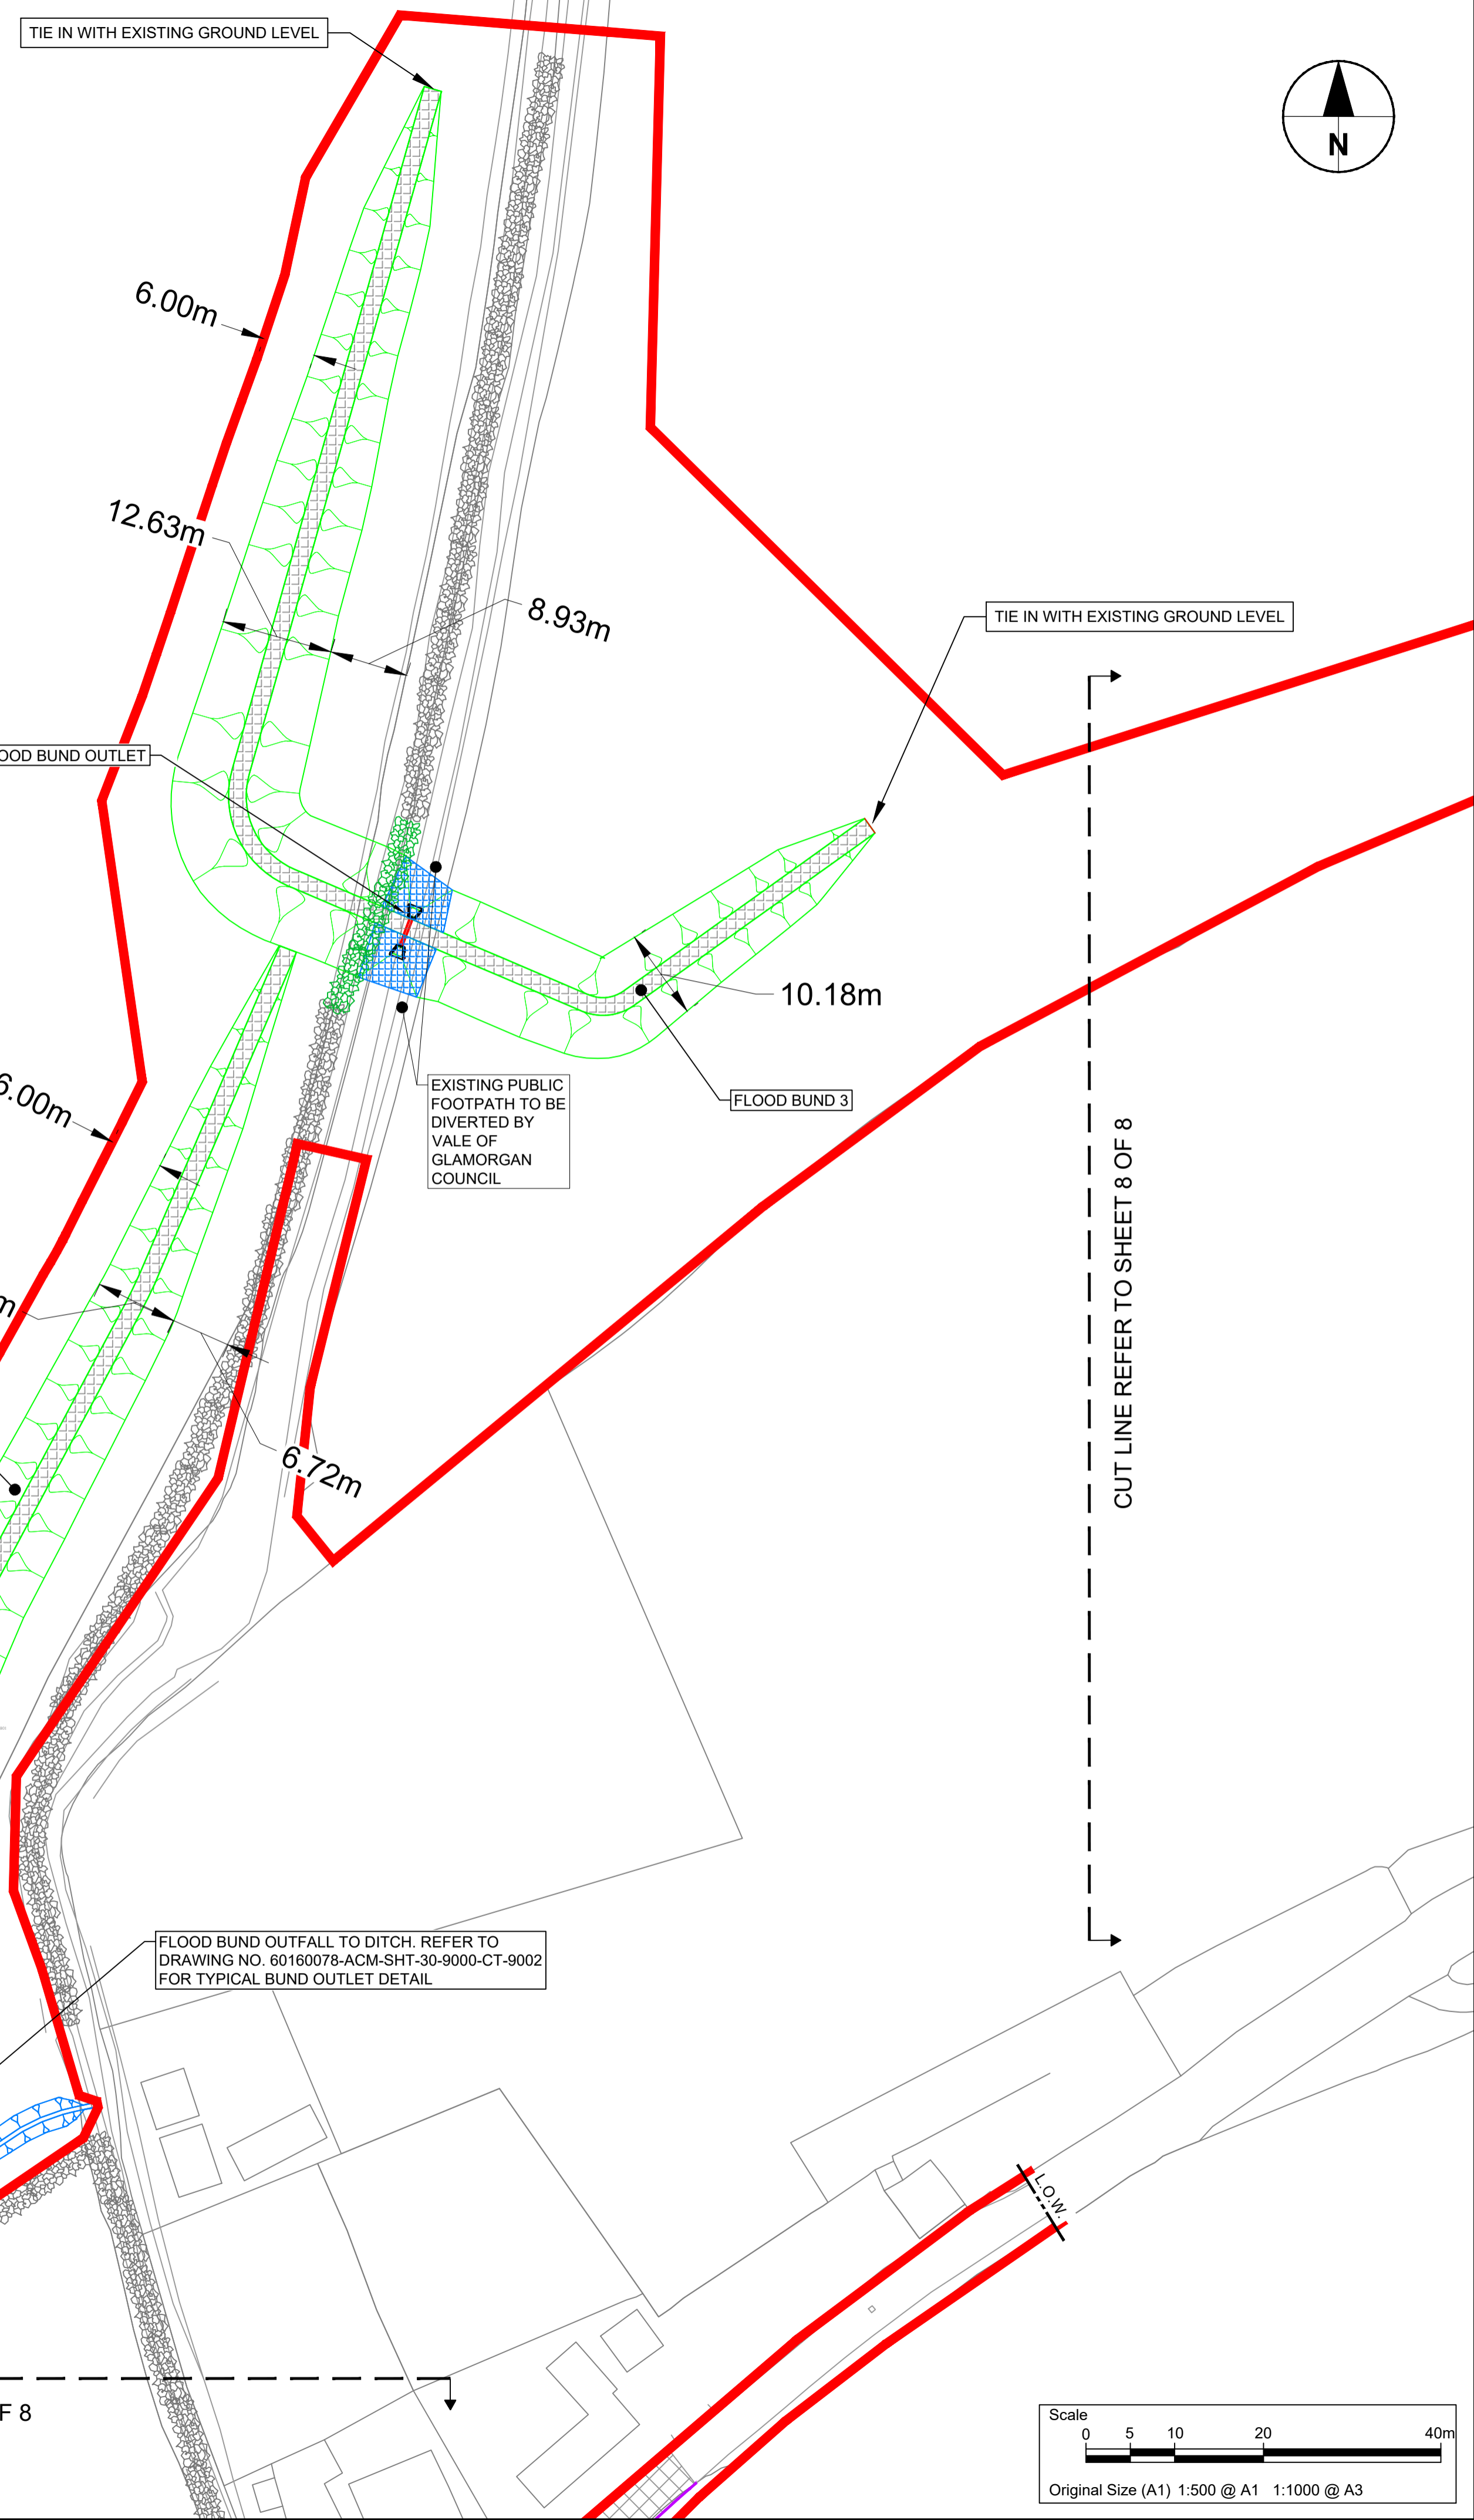 TIE IN WITH EXISTING GROUND LEVEL
N
6.00m
12.63m
8.93m
TIE IN WITH EXISTING GROUND LEVEL
OOD BUND OUTLET
10.18m
EXISTING PUBLIC
FOOTPATH TO BE
DIVERTED BY
VALE OF
GLAMORGAN
COUNCIL
FLOOD BUND 3
6.00m
m
6.72m
CUT LINE REFER TO SHEET 8 OF 8
FLOOD BUND OUTFALL TO DITCH. REFER TO
DRAWING NO. 60160078-ACM-SHT-30-9000-CT-9002
FOR TYPICAL BUND OUTLET DETAIL
L.O.W.
F 8
Scale
0 5 10 20 40m
Original Size (A1) 1:500 @ A1 1:1000 @ A3